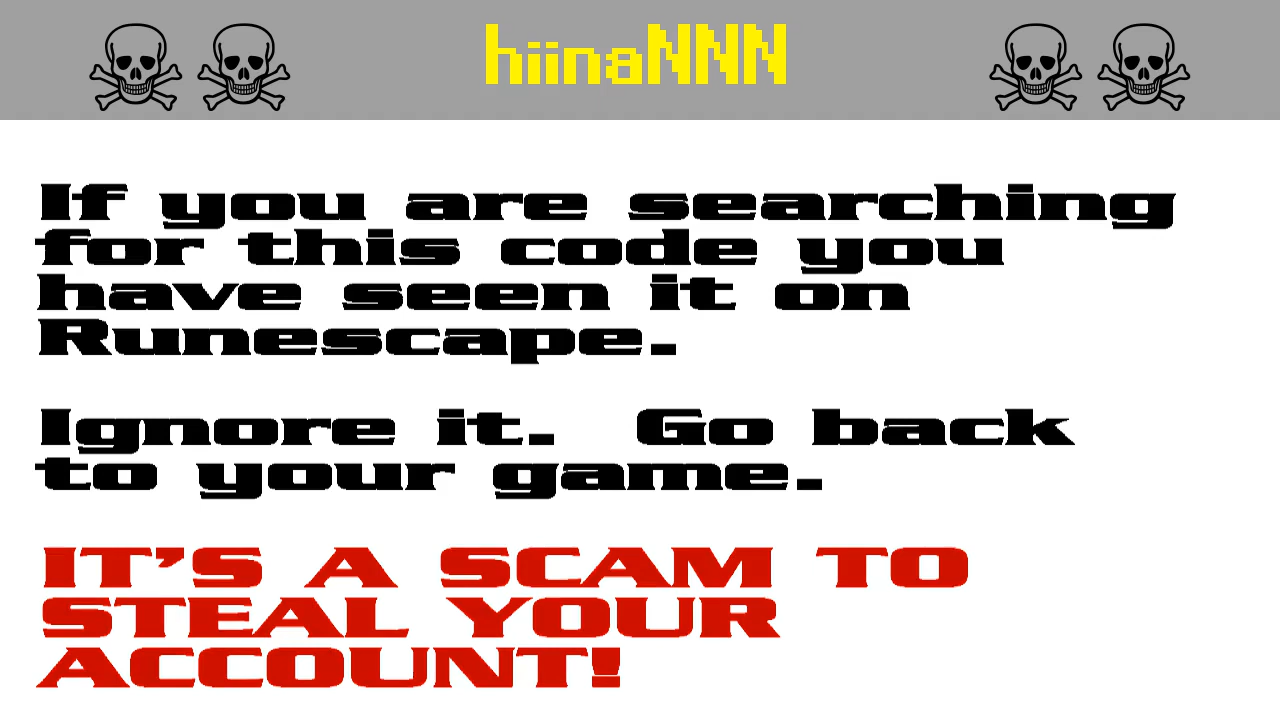 hiinaNNN
If you are searching
for this code you
have seen it on
Runescape.
Ignore it.  Go back
to your game.
IT'S A SCAM TO
STEAL YOUR
ACCOUNT!